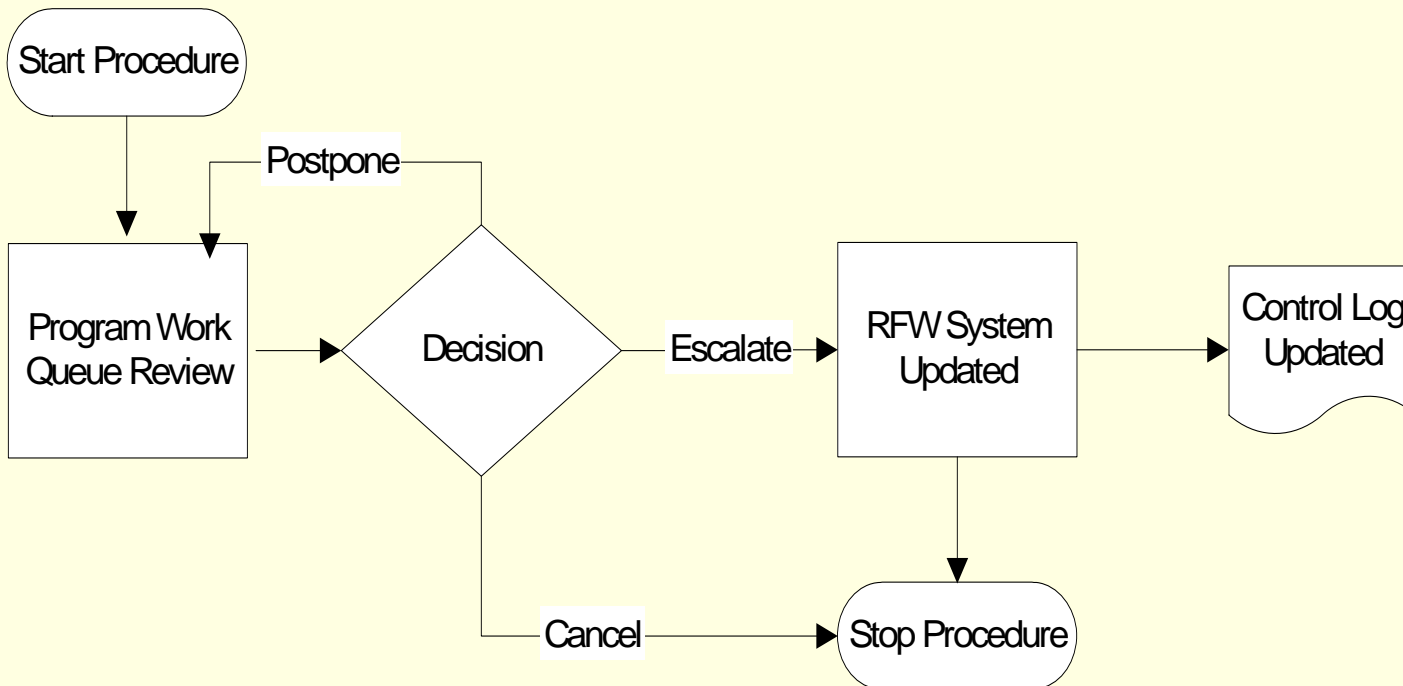 Start Procedure
Postpone
Program Work
Queue Review
Decision
Escalate
RFW System
Updated
Control Log
Updated
Cancel
Stop Procedure